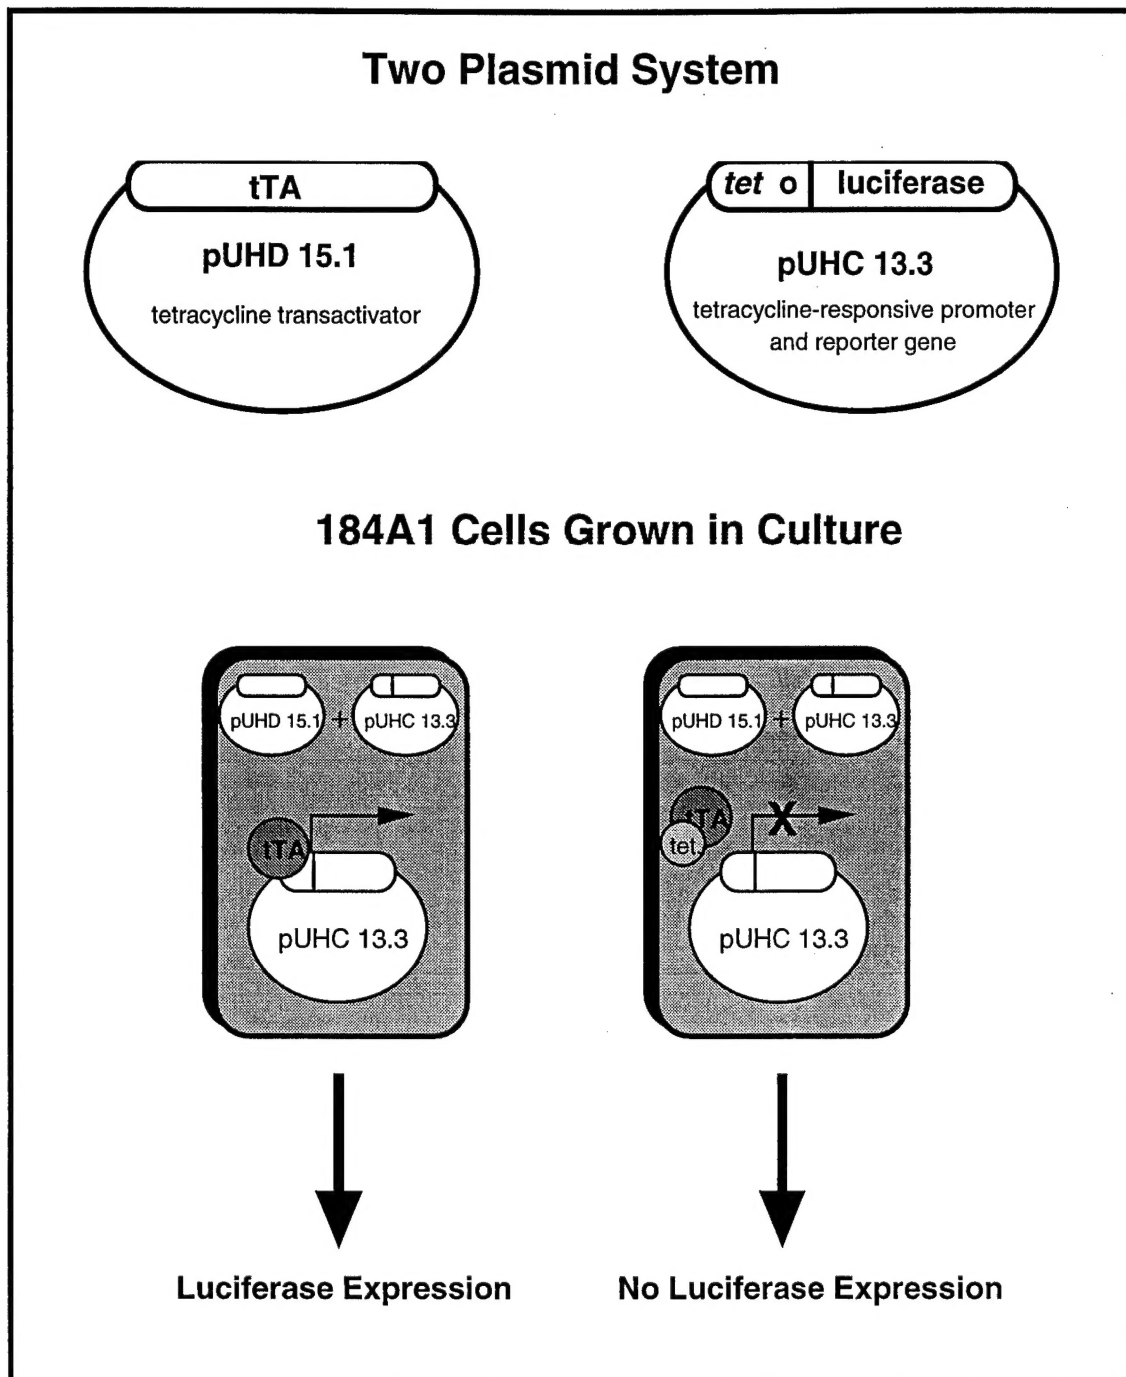 Two Plasmid System
tTA
pUHD 15.1
tetracycline transactivator
tet o luciferase
pUHC 13.3
tetracycline-responsive promoter
and reporter gene
184A1 Cells Grown in Culture
pUHD 15.1 + pUHC 13.3
tTA
pUHC 13.3
pUHD 15.1 + pUHC 13.3
tTA
X
tet.
pUHC 13.3
Luciferase Expression
No Luciferase Expression